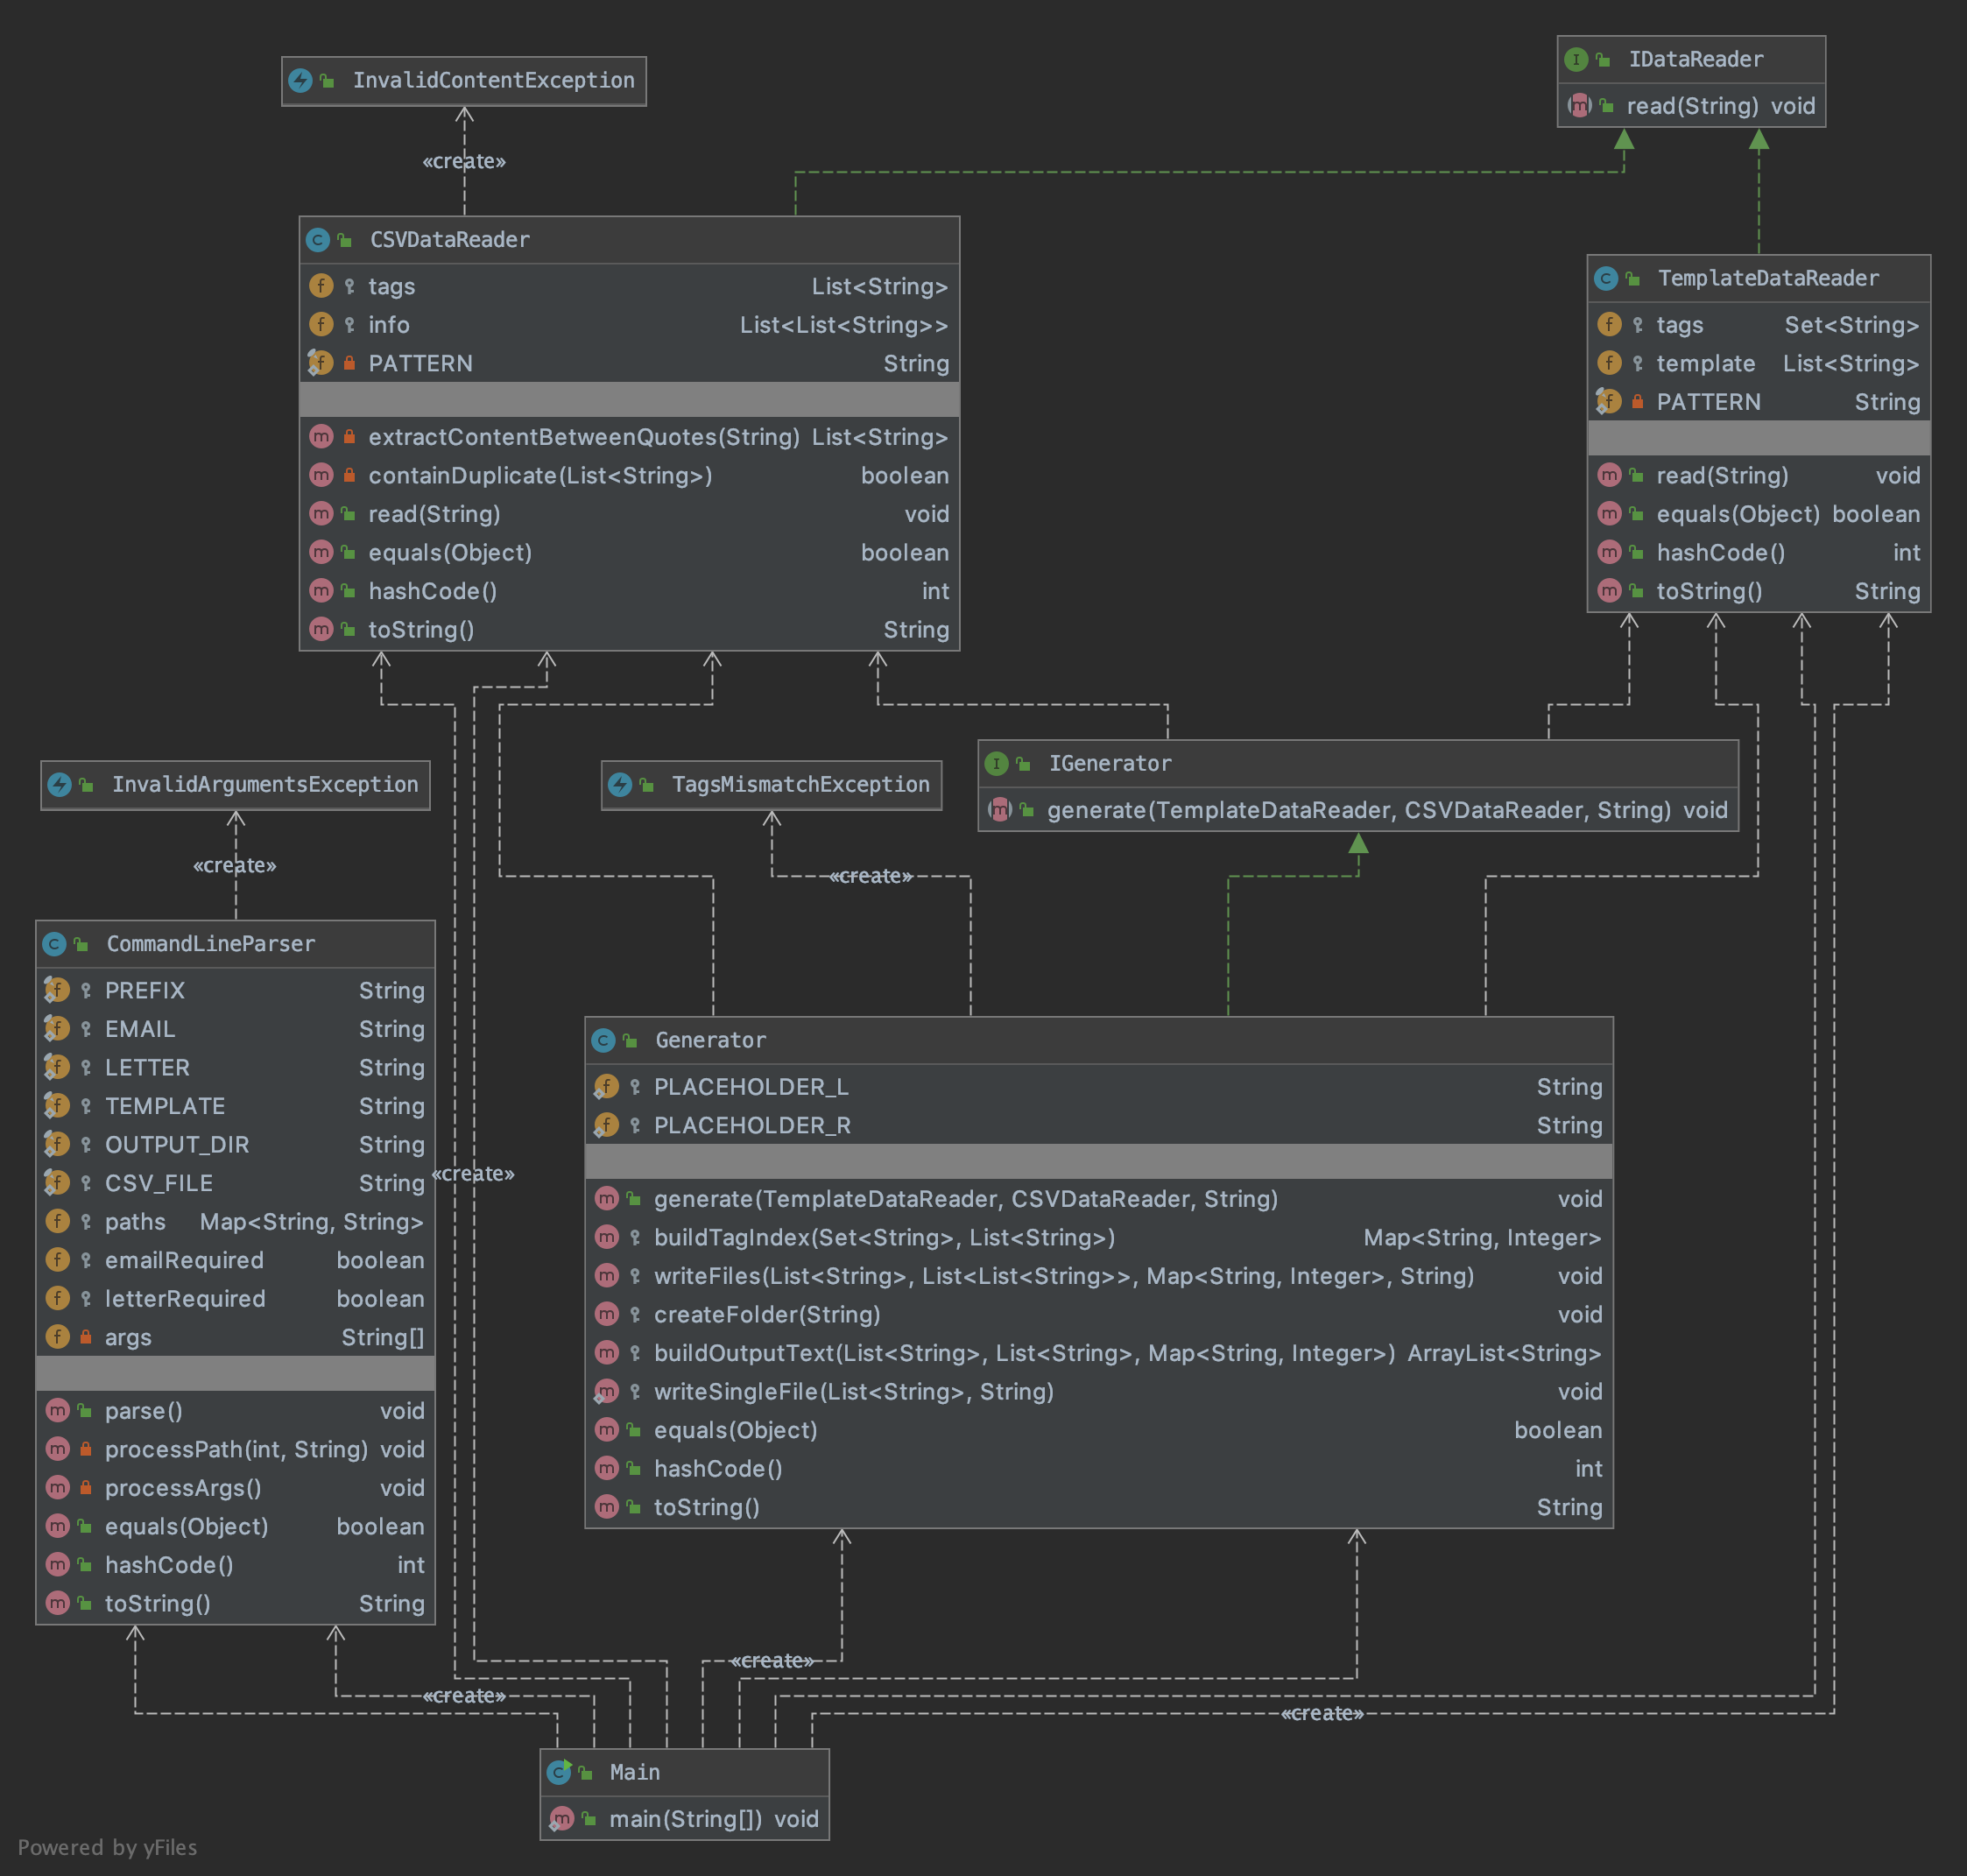 InvalidContentException
«create»
IDataReader
read(String) void
CSVDataReader
tags List<String>
info List<List<String>>
PATTERN String
extractContentBetweenQuotes(String) List<String>
containDuplicate(List<String>) boolean
read(String) void
equals(Object) boolean
hashCode() int
toString() String
TemplateDataReader
tags Set<String>
template List<String>
PATTERN String
read(String) void
equals(Object) boolean
hashCode() int
toString() String
InvalidArgumentsException
«create»
TagsMismatchException
«create»
IGenerator
generate(TemplateDataReader, CSVDataReader, String) void
CommandLineParser
PREFIX String
EMAIL String
LETTER String
TEMPLATE String
OUTPUT_DIR String
CSV_FILE String
paths Map<String, String>
emailRequired boolean
letterRequired boolean
args String[]
parse() void
processPath(int, String) void
processArgs() void
equals(Object) boolean
hashCode() int
toString() String
«create»
Generator
PLACEHOLDER_L String
PLACEHOLDER_R String
generate(TemplateDataReader, CSVDataReader, String) void
buildTagIndex(Set<String>, List<String>) Map<String, Integer>
writeFiles(List<String>, List<List<String>>, Map<String, Integer>, String) void
createFolder(String) void
buildOutputText(List<String>, List<String>, Map<String, Integer>) ArrayList<String>
writeSingleFile(List<String>, String) void
equals(Object) boolean
hashCode() int
toString() String
«create»
«create»
«create»
Main
main(String[]) void
Powered by yFiles